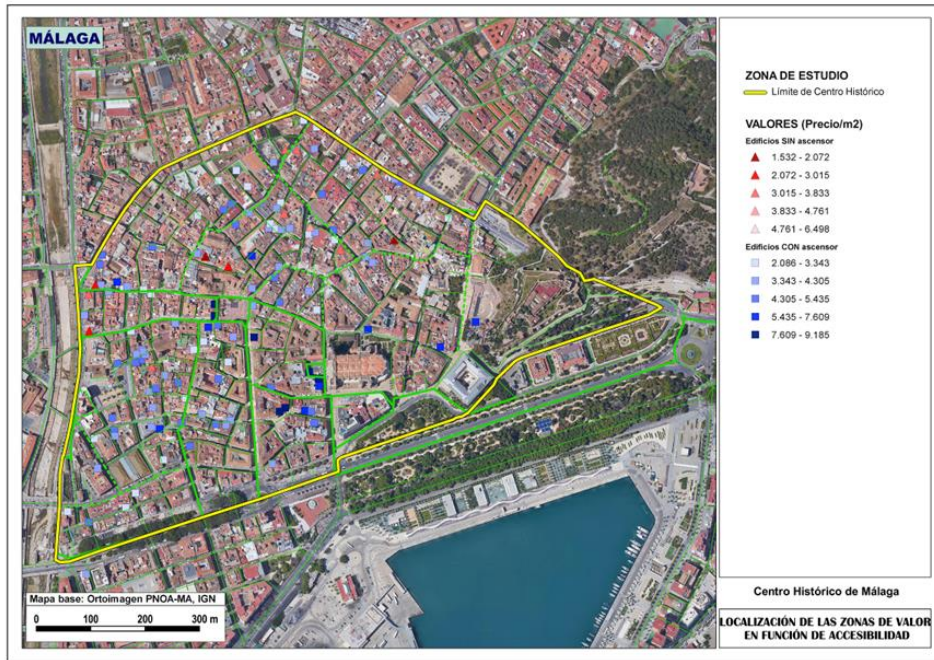 MÁLAGA
ZONA DE ESTUDIO
Límite de Centro Histórico
VALORES (Precio/m2)
Edificios SIN ascensor
1.532 - 2.072
2.072 - 3.015
3.015 - 3.833
3.833 - 4.761
4.761 - 6.498
Edificios CON ascensor
2.086 - 3.343
3.343 - 4.305
4.305 - 5.435
5.435 - 7.609
7.609 - 9.185
Mapa base: Ortoimagen PNOA-MA, IGN
0 100 200 300 m
Centro Histórico de Málaga
LOCALIZACIÓN DE LAS ZONAS DE VALOR
EN FUNCIÓN DE ACCESIBILIDAD